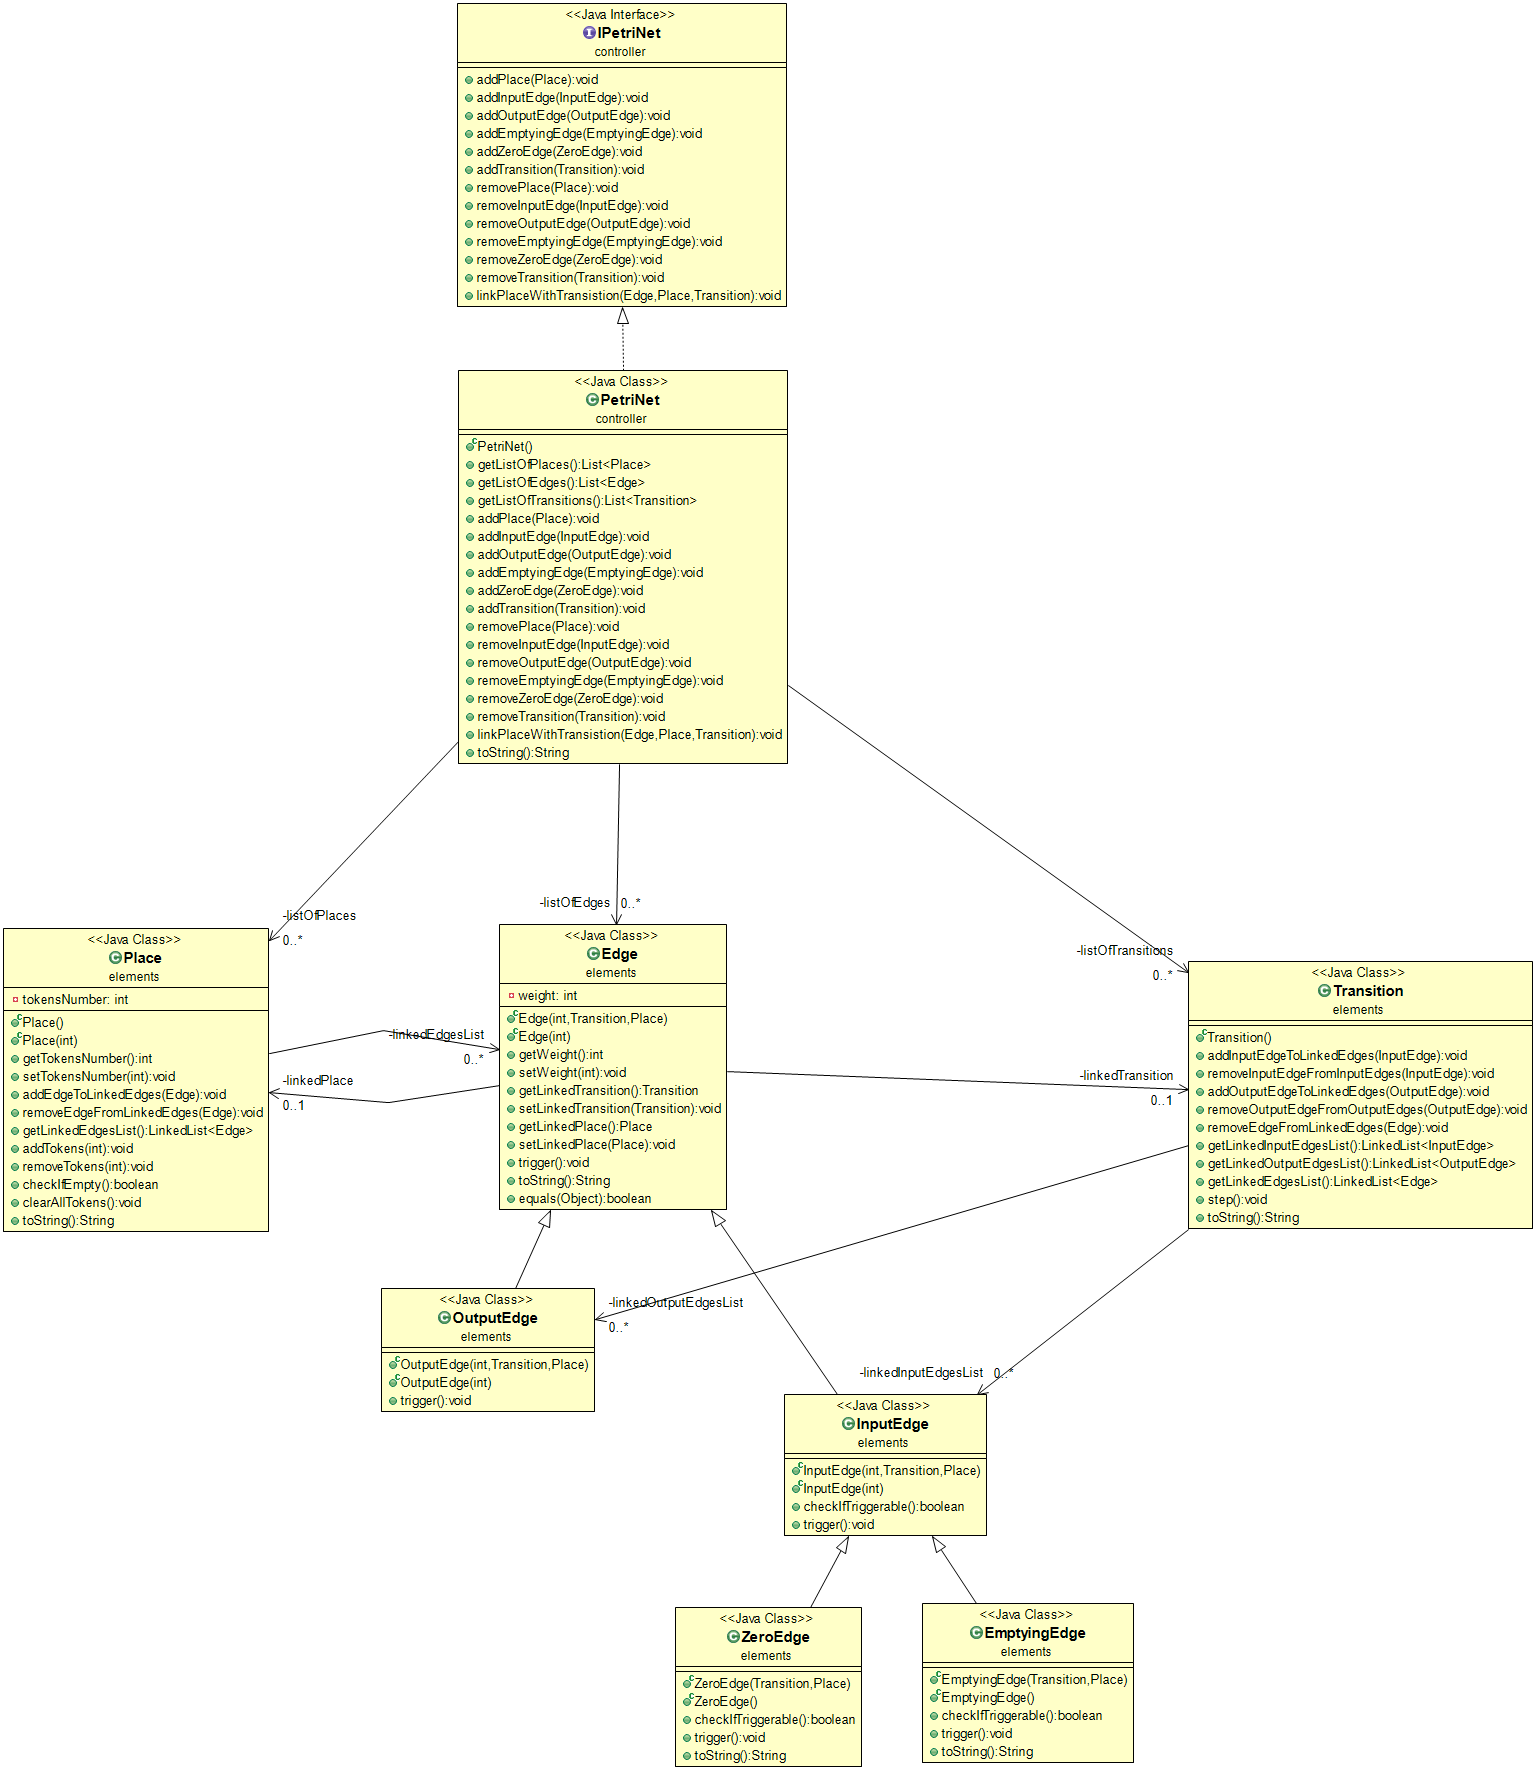 <<Java Interface>>
IPetriNet
controller
addPlace(Place):void
addInputEdge(InputEdge):void
addOutputEdge(OutputEdge):void
addEmptyingEdge(EmptyingEdge):void
addZeroEdge(ZeroEdge):void
addTransition(Transition):void
removePlace(Place):void
removeInputEdge(InputEdge):void
removeOutputEdge(OutputEdge):void
removeEmptyingEdge(EmptyingEdge):void
removeZeroEdge(ZeroEdge):void
removeTransition(Transition):void
linkPlaceWithTransistion(Edge,Place,Transition):void
<<Java Class>>
PetriNet
controller
PetriNet()
getListOfPlaces():List<Place>
getListOfEdges():List<Edge>
getListOfTransitions():List<Transition>
addPlace(Place):void
addInputEdge(InputEdge):void
addOutputEdge(OutputEdge):void
addEmptyingEdge(EmptyingEdge):void
addZeroEdge(ZeroEdge):void
addTransition(Transition):void
removePlace(Place):void
removeInputEdge(InputEdge):void
removeOutputEdge(OutputEdge):void
removeEmptyingEdge(EmptyingEdge):void
removeZeroEdge(ZeroEdge):void
removeTransition(Transition):void
linkPlaceWithTransistion(Edge,Place,Transition):void
toString():String
-listOfPlaces
0..*
-listOfEdges
0..*
-listOfTransitions
0..*
<<Java Class>>
Place
elements
tokensNumber: int
Place()
Place(int)
getTokensNumber():int
setTokensNumber(int):void
addEdgeToLinkedEdges(Edge):void
removeEdgeFromLinkedEdges(Edge):void
getLinkedEdgesList():LinkedList<Edge>
addTokens(int):void
removeTokens(int):void
checkIfEmpty():boolean
clearAllTokens():void
toString():String
-linkedEdgesList
0..*
-linkedPlace
0..1
<<Java Class>>
Edge
elements
weight: int
Edge(int,Transition,Place)
Edge(int)
getWeight():int
setWeight(int):void
getLinkedTransition():Transition
setLinkedTransition(Transition):void
getLinkedPlace():Place
setLinkedPlace(Place):void
trigger():void
toString():String
equals(Object):boolean
-linkedTransition
0..1
<<Java Class>>
Transition
elements
Transition()
addInputEdgeToLinkedEdges(InputEdge):void
removeInputEdgeFromInputEdges(InputEdge):void
addOutputEdgeToLinkedEdges(OutputEdge):void
removeOutputEdgeFromOutputEdges(OutputEdge):void
removeEdgeFromLinkedEdges(Edge):void
getLinkedInputEdgesList():LinkedList<InputEdge>
getLinkedOutputEdgesList():LinkedList<OutputEdge>
getLinkedEdgesList():LinkedList<Edge>
step():void
toString():String
<<Java Class>>
OutputEdge
elements
OutputEdge(int,Transition,Place)
OutputEdge(int)
trigger():void
-linkedOutputEdgesList
0..*
-linkedInputEdgesList
0..*
<<Java Class>>
InputEdge
elements
InputEdge(int,Transition,Place)
InputEdge(int)
checkIfTriggerable():boolean
trigger():void
<<Java Class>>
ZeroEdge
elements
ZeroEdge(Transition,Place)
ZeroEdge()
checkIfTriggerable():boolean
trigger():void
toString():String
<<Java Class>>
EmptyingEdge
elements
EmptyingEdge(Transition,Place)
EmptyingEdge()
checkIfTriggerable():boolean
trigger():void
toString():String